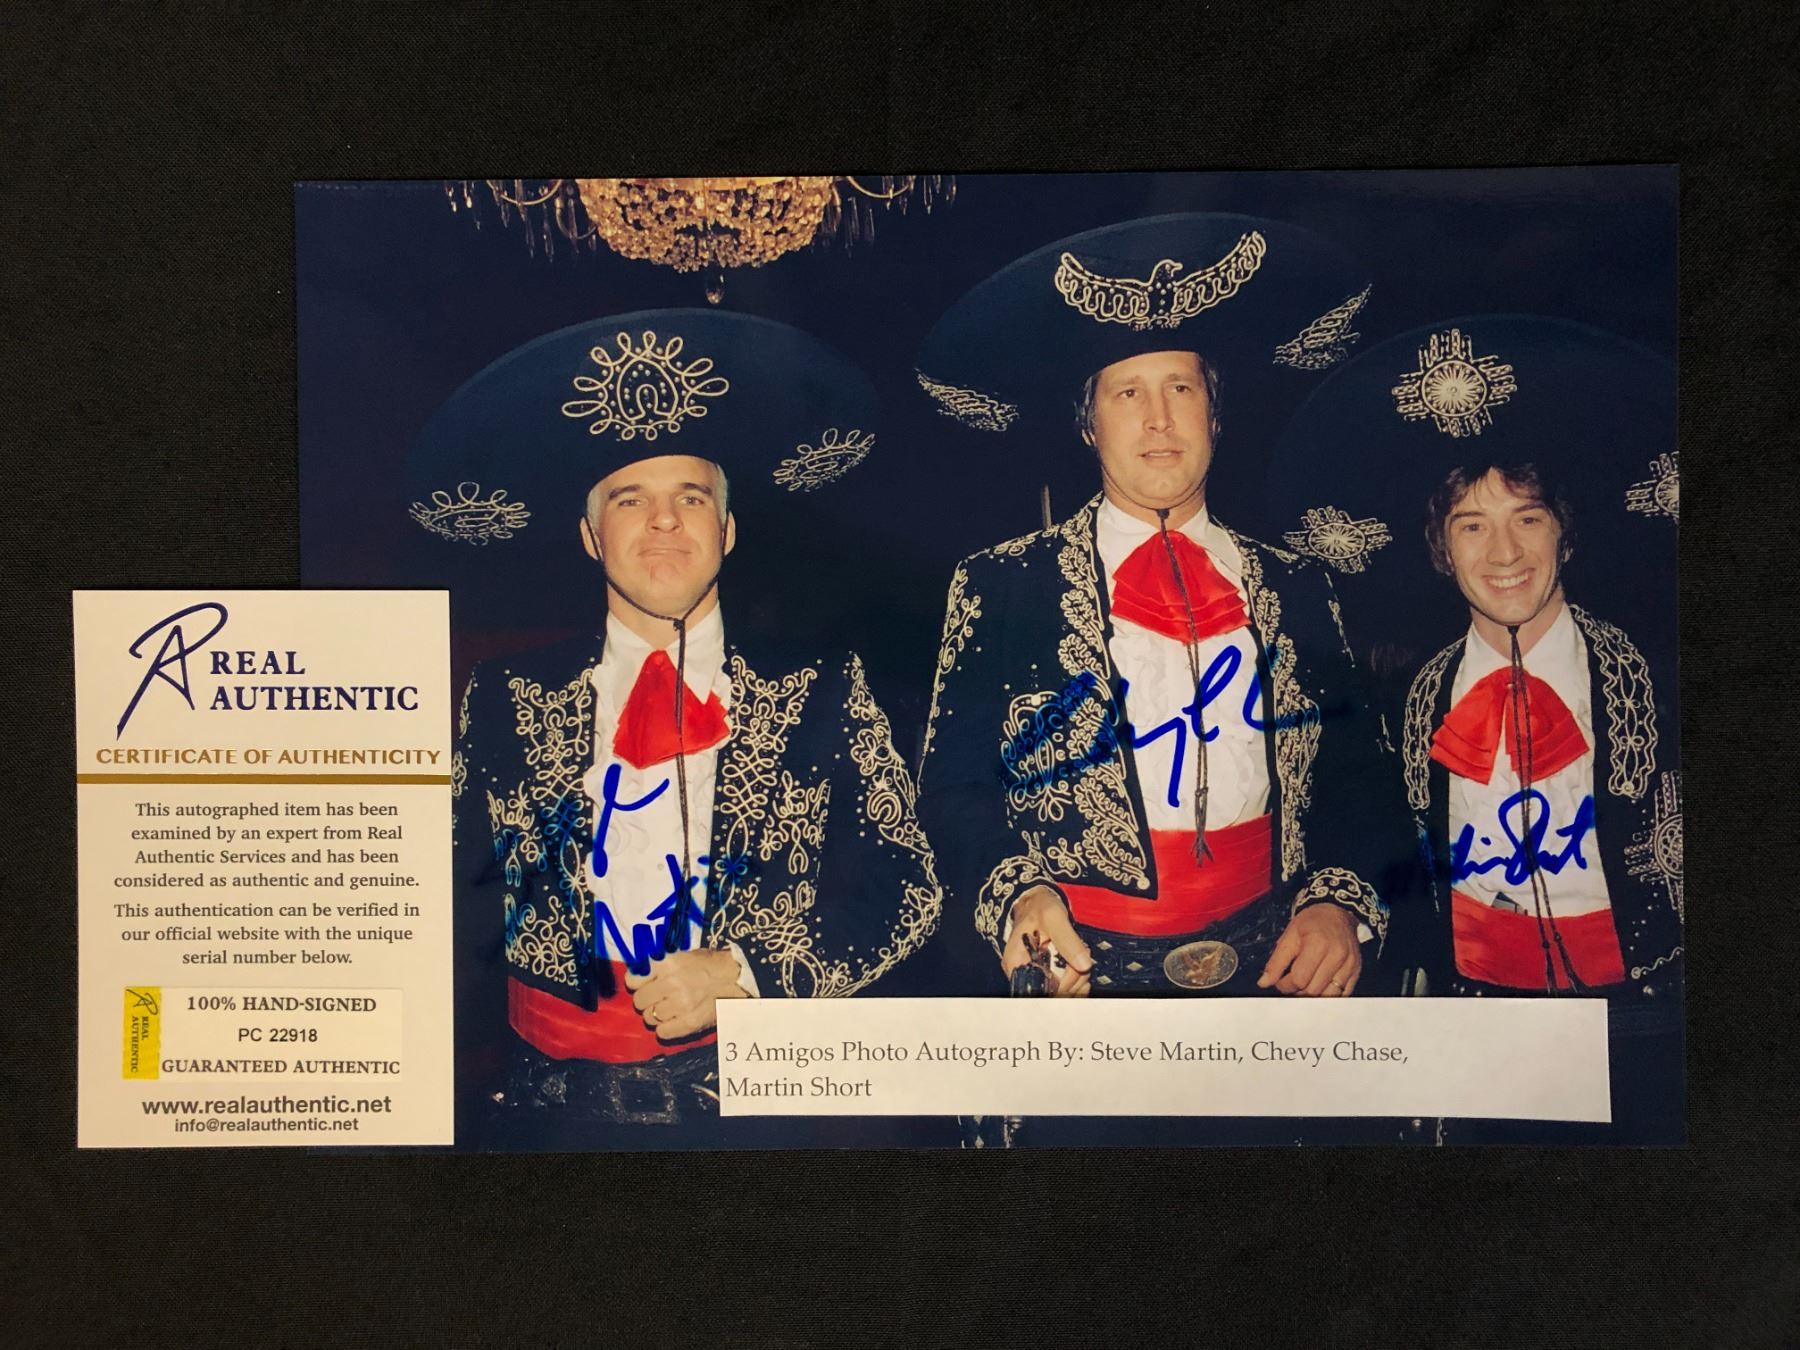 REAL
AUTHENTIC
CERTIFICATE OF AUTHENTICITY
This autographed item has been
examined by an expert from Real
Authentic Services and has been
considered as authentic and genuine.
This authentication can be verified in
our official website with the unique
serial number below.
REAL
AUTHENTIC
100% HAND-SIGNED
PC 22918
GUARANTEED AUTHENTIC
www.realauthentic.net
info@realauthentic.net
3 Amigos Photo Autograph By: Steve Martin, Chevy Chase,
Martin Short